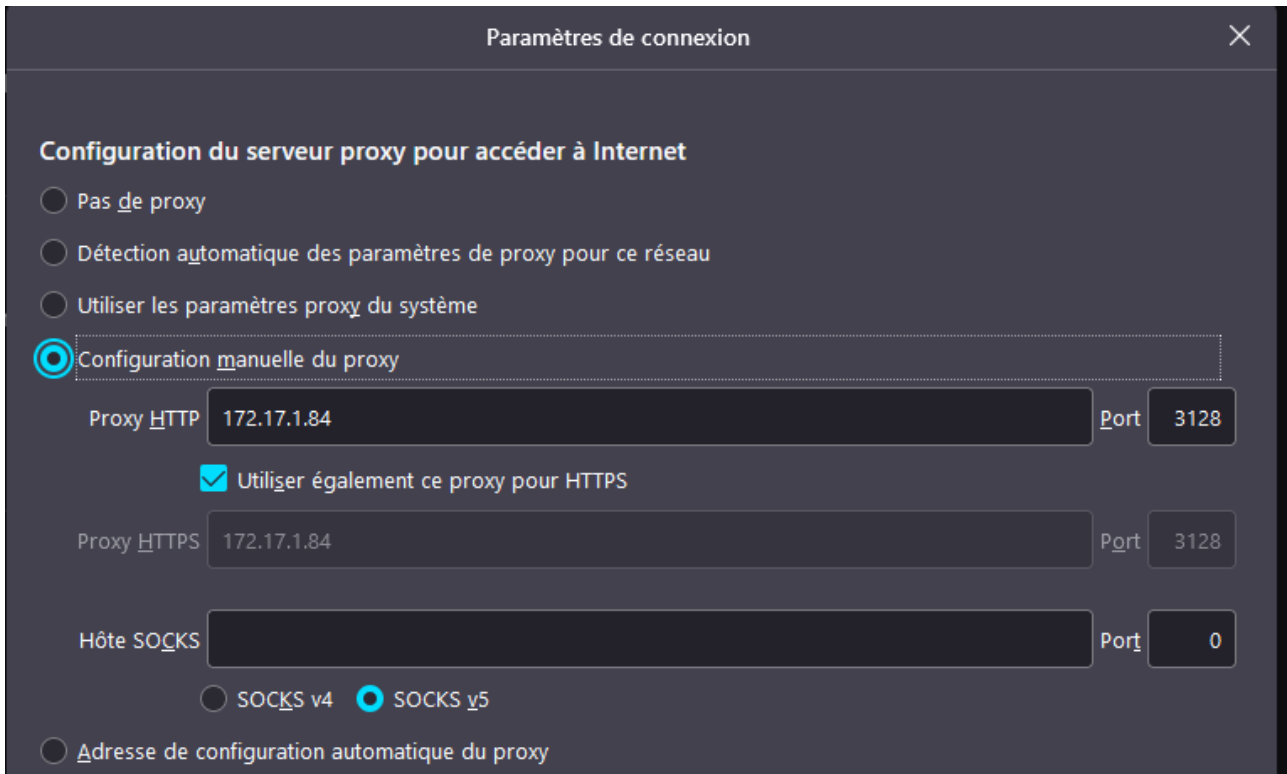 Paramètres de connexion
Configuration du serveur proxy pour accéder à Internet
Pas de proxy
Détection automatique des paramètres de proxy pour ce réseau
Utiliser les paramètres proxy du système
Configuration manuelle du proxy
Proxy HTTP 172.17.1.84 Port 3128
Utiliser également ce proxy pour HTTPS
Proxy HTTPS 172.17.1.84 Port 3128
Hôte SOCKS Port 0
SOCKS v4 SOCKS v5
Adresse de configuration automatique du proxy